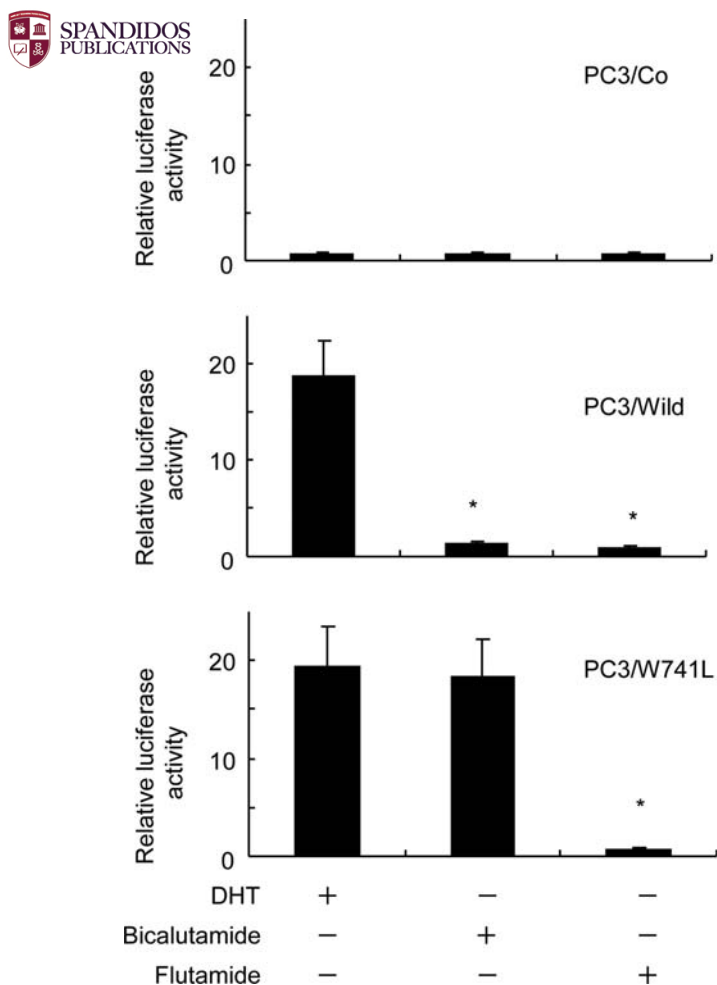 SPANDIDOS
PUBLICATIONS
PC3/Co
Relative luciferase
activity
20
10
0
PC3/Wild
Relative luciferase
activity
20
10
0
*
*
PC3/W741L
Relative luciferase
activity
20
10
0
*
DHT + − −
Bicalutamide − + −
Flutamide − − +